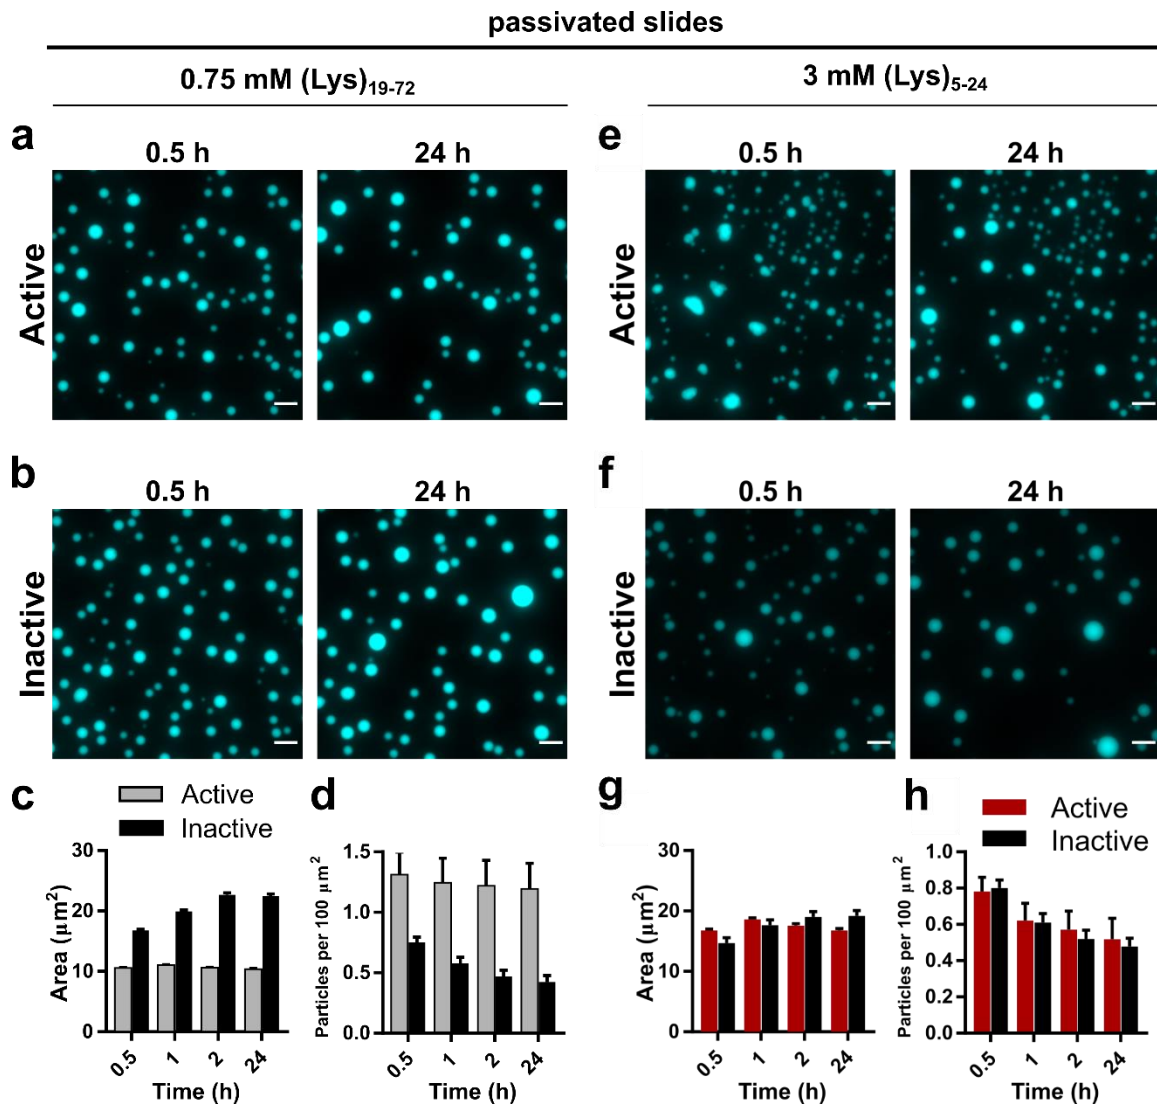 passivated slides
0.75 mM (Lys)19-72
3 mM (Lys)5-24
a
0.5 h
24 h
Active
e
0.5 h
24 h
Active
b
0.5 h
24 h
Inactive
f
0.5 h
24 h
Inactive
c
Active
Inactive
30
20
10
0
Area (μm²)
0.5
1
2
24
Time (h)
d
1.5
1.0
0.5
0.0
Particles per 100 μm²
0.5
1
2
24
Time (h)
g
30
20
10
0
Area (μm²)
0.5
1
2
24
Time (h)
h
Active
Inactive
1.0
0.8
0.6
0.4
0.2
0.0
Particles per 100 μm²
0.5
1
2
24
Time (h)